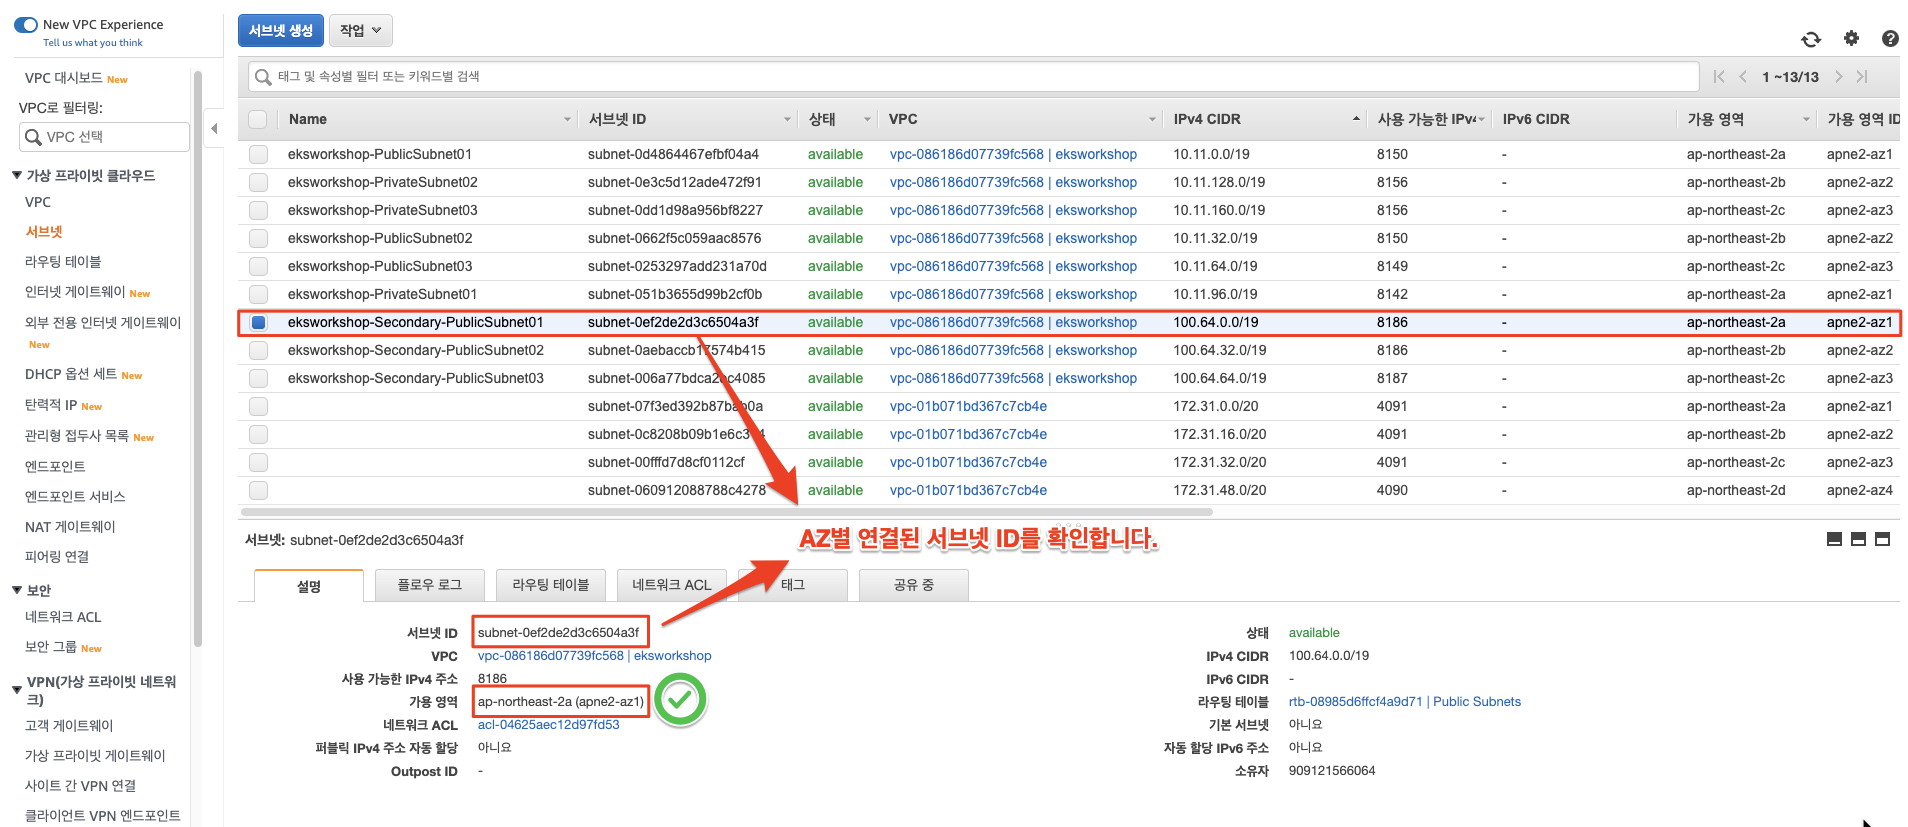 New VPC Experience
Tell us what you think
VPC 대시보드 New
VPC로 필터링:
VPC 선택
가상 프라이빗 클라우드
VPC
서브넷
라우팅 테이블
인터넷 게이트웨이 New
외부 전용 인터넷 게이트웨이
New
DHCP 옵션 세트 New
탄력적 IP New
관리형 접두사 목록 New
엔드포인트
엔드포인트 서비스
NAT 게이트웨이
피어링 연결
보안
네트워크 ACL
보안 그룹 New
VPN(가상 프라이빗 네트워
크)
고객 게이트웨이
가상 프라이빗 게이트웨이
사이트 간 VPN 연결
클라이언트 VPN 엔드포인트
서브넷 생성 작업
태그 및 속성별 필터 또는 키워드별 검색
1 ~13/13
Name 서브넷 ID 상태 VPC IPv4 CIDR 사용 가능한 IPv4 IPv6 CIDR 가용 영역 가용 영역 ID
eksworkshop-PublicSubnet01 subnet-0d4864467efbf04a4 available vpc-086186d07739fc568 | eksworkshop 10.11.0.0/19 8150 - ap-northeast-2a apne2-az1
eksworkshop-PrivateSubnet02 subnet-0e3c5d12ade472f91 available vpc-086186d07739fc568 | eksworkshop 10.11.128.0/19 8156 - ap-northeast-2b apne2-az2
eksworkshop-PrivateSubnet03 subnet-0dd1d98a956bf8227 available vpc-086186d07739fc568 | eksworkshop 10.11.160.0/19 8156 - ap-northeast-2c apne2-az3
eksworkshop-PublicSubnet02 subnet-0662f5c059aac8576 available vpc-086186d07739fc568 | eksworkshop 10.11.32.0/19 8150 - ap-northeast-2b apne2-az2
eksworkshop-PublicSubnet03 subnet-0253297add231a70d available vpc-086186d07739fc568 | eksworkshop 10.11.64.0/19 8149 - ap-northeast-2c apne2-az3
eksworkshop-PrivateSubnet01 subnet-051b3655d99b2cf0b available vpc-086186d07739fc568 | eksworkshop 10.11.96.0/19 8142 - ap-northeast-2a apne2-az1
eksworkshop-Secondary-PublicSubnet01 subnet-0ef2de2d3c6504a3f available vpc-086186d07739fc568 | eksworkshop 100.64.0.0/19 8186 - ap-northeast-2a apne2-az1
eksworkshop-Secondary-PublicSubnet02 available vpc-086186d07739fc568 | eksworkshop 100.64.32.0/19 8186 - ap-northeast-2b apne2-az2
eksworkshop-Secondary-PublicSubnet03 available vpc-086186d07739fc568 | eksworkshop 100.64.64.0/19 8187 - ap-northeast-2c apne2-az3
available vpc-01b071bd367c7cb4e 172.31.0.0/20 4091 - ap-northeast-2a apne2-az1
available vpc-01b071bd367c7cb4e 172.31.16.0/20 4091 - ap-northeast-2b apne2-az2
subnet-00fffd7d8cf0112cf available vpc-01b071bd367c7cb4e 172.31.32.0/20 4091 - ap-northeast-2c apne2-az3
subnet-060912088788c4278 available vpc-01b071bd367c7cb4e 172.31.48.0/20 4090 - ap-northeast-2d apne2-az4
AZ별 연결된 서브넷 ID를 확인합니다.
서브넷: subnet-0ef2de2d3c6504a3f
설명 플로우 로그 라우팅 테이블 네트워크 ACL 태그 공유 중
서브넷 ID subnet-0ef2de2d3c6504a3f
VPC vpc-086186d07739fc568 | eksworkshop
사용 가능한 IPv4 주소 8186
가용 영역 ap-northeast-2a (apne2-az1)
네트워크 ACL acl-04625aec12d97fd53
퍼블릭 IPv4 주소 자동 할당 아니요
Outpost ID -
상태 available
IPv4 CIDR 100.64.0.0/19
IPv6 CIDR -
라우팅 테이블 rtb-08985d6ffcf4a9d71 | Public Subnets
기본 서브넷 아니요
자동 할당 IPv6 주소 아니요
소유자 909121566064